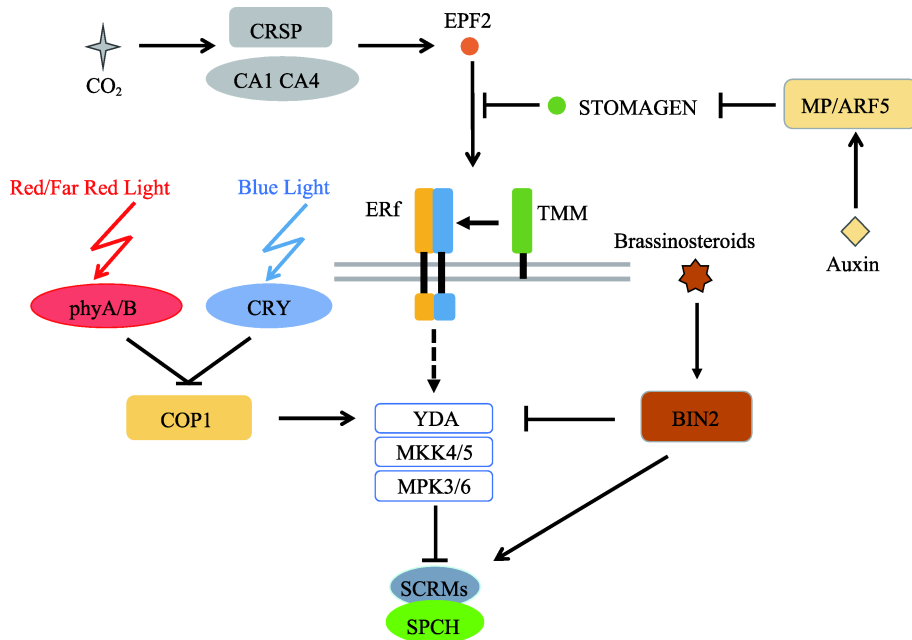 EPF2
CRSP
CO₂
CA1 CA4
STOMAGEN
MP/ARF5
Red/Far Red Light
Blue Light
ERf
TMM
Brassinosteroids
Auxin
phyA/B
CRY
COP1
YDA
BIN2
MKK4/5
MPK3/6
SCRMs
SPCH